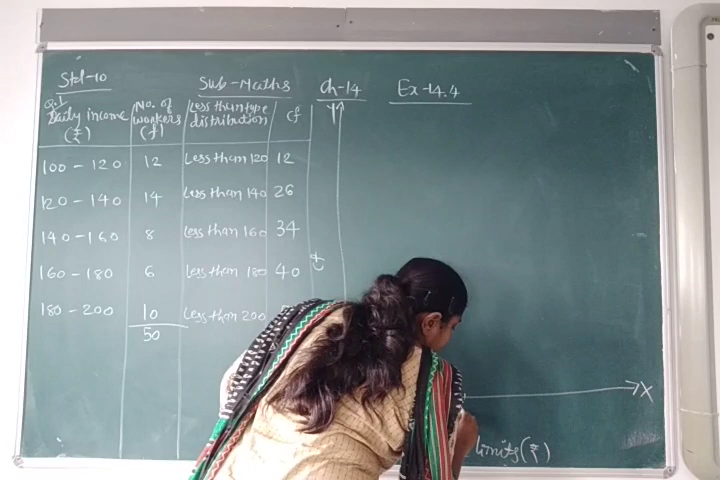 Std-10 Sub-Maths Ch-14 Ex-14.4
Q.1
Daily income (₹) No. of workers (f) Less than type distribution cf Y
100 - 120 12 Less than 120 12
120 - 140 14 Less than 140 26
140 - 160 8 Less than 160 34
160 - 180 6 Less than 180 40
180 - 200 10 Less than 200
50
X
limits (₹)